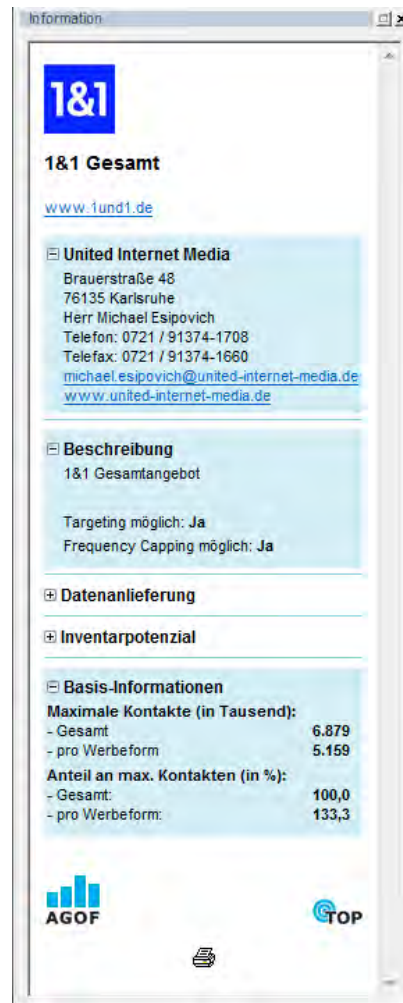 Information
1&1
1&1 Gesamt
www.1und1.de
United Internet Media
Brauerstraße 48
76135 Karlsruhe
Herr Michael Esipovich
Telefon: 0721 / 91374-1708
Telefax: 0721 / 91374-1660
michael.esipovich@united-internet-media.de
www.united-internet-media.de
Beschreibung
1&1 Gesamtangebot
Targeting möglich: Ja
Frequency Capping möglich: Ja
Datenanlieferung
Inventarpotenzial
Basis-Informationen
Maximale Kontakte (in Tausend):
- Gesamt 6.879
- pro Werbeform 5.159
Anteil an max. Kontakten (in %):
- Gesamt: 100,0
- pro Werbeform: 133,3
AGOF TOP